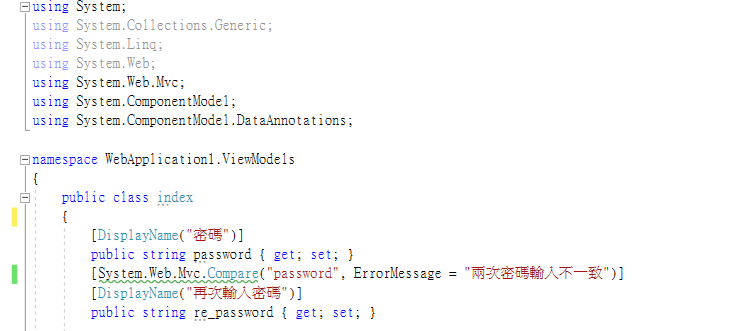 using System;
using System.Collections.Generic;
using System.Linq;
using System.Web;
using System.Web.Mvc;
using System.ComponentModel;
using System.ComponentModel.DataAnnotations;
namespace WebApplication1.ViewModels
{
public class index
{
[DisplayName("密碼")]
public string password { get; set; }
[System.Web.Mvc.Compare("password", ErrorMessage = "兩次密碼輸入不一致")]
[DisplayName("再次輸入密碼")]
public string re_password { get; set; }